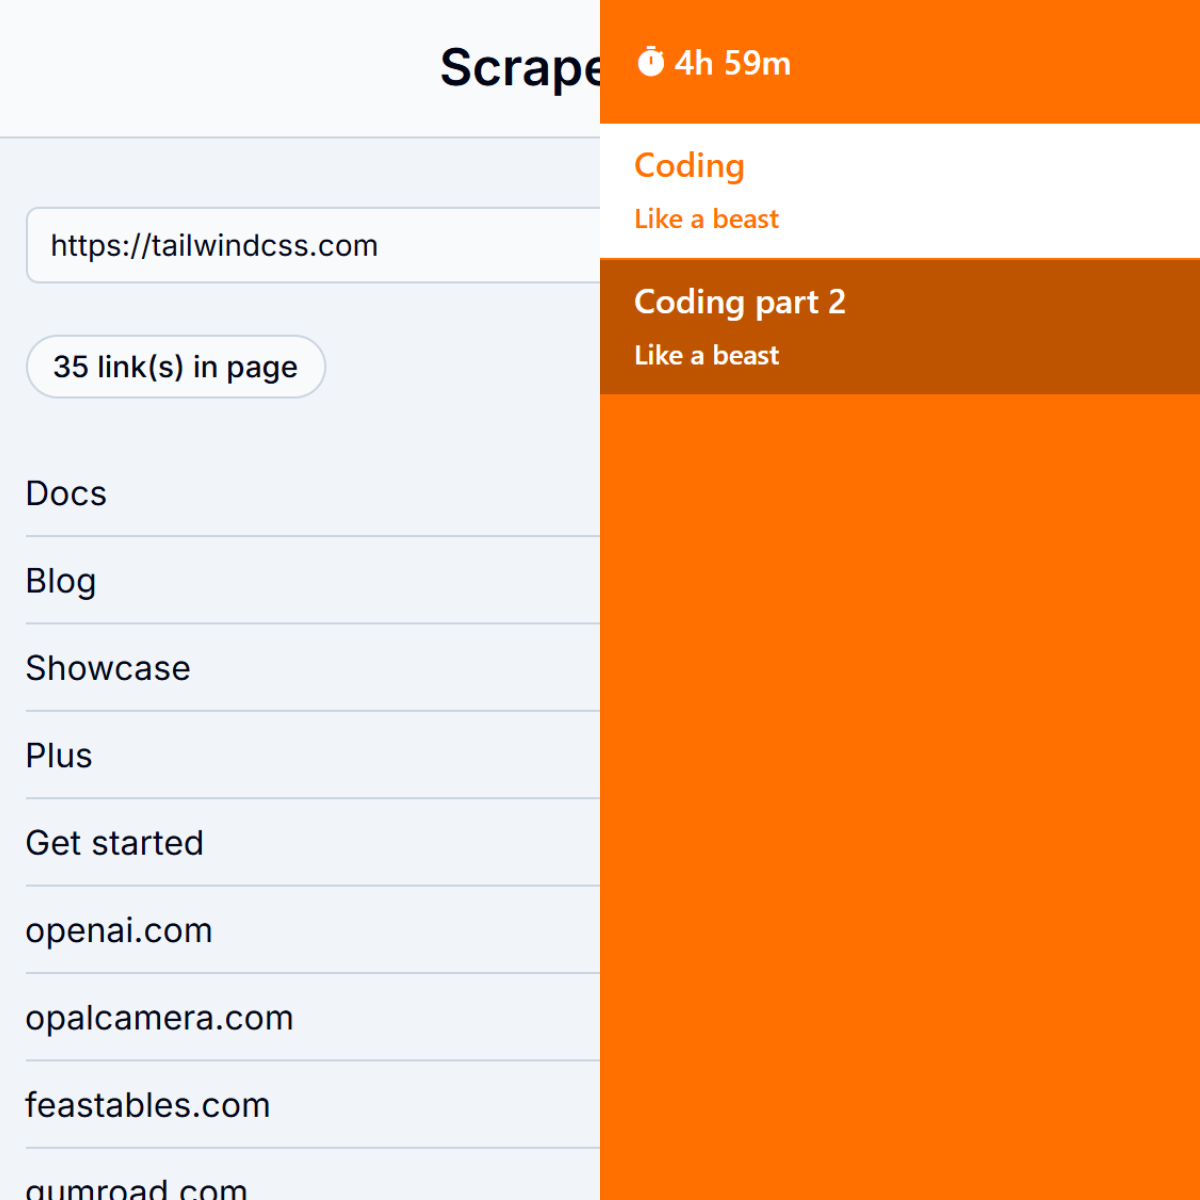 Scrape
https://tailwindcss.com
35 link(s) in page
Docs
Blog
Showcase
Plus
Get started
openai.com
opalcamera.com
feastables.com
gumroad.com
4h 59m
Coding
Like a beast
Coding part 2
Like a beast